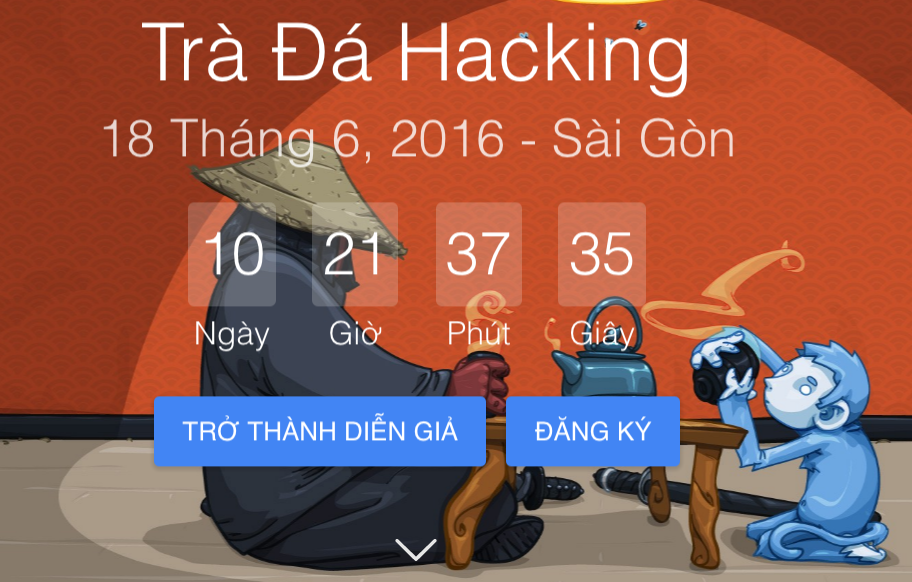 Trà Đá Hacking
18 Tháng 6, 2016 - Sài Gòn
10 21 37 35
Ngày Giờ Phút Giây
TRỞ THÀNH DIỄN GIẢ ĐĂNG KÝ